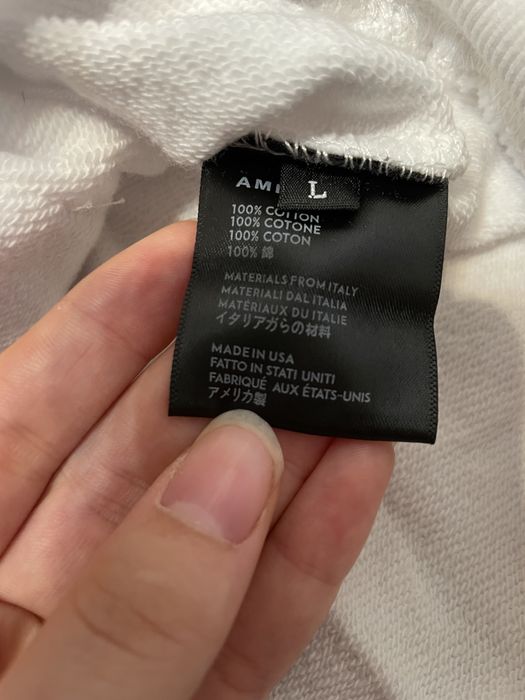 AMI
L
100% COTTON
100% COTONE
100% COTON
100% 綿
MATERIALS FROM ITALY
MATERIALI DAL ITALIA
MATÉRIAUX DU ITALIE
イタリアガらの材料
MADE IN USA
FATTO IN STATI UNITI
FABRIQUÉ AUX ÉTATS-UNIS
アメリカ製